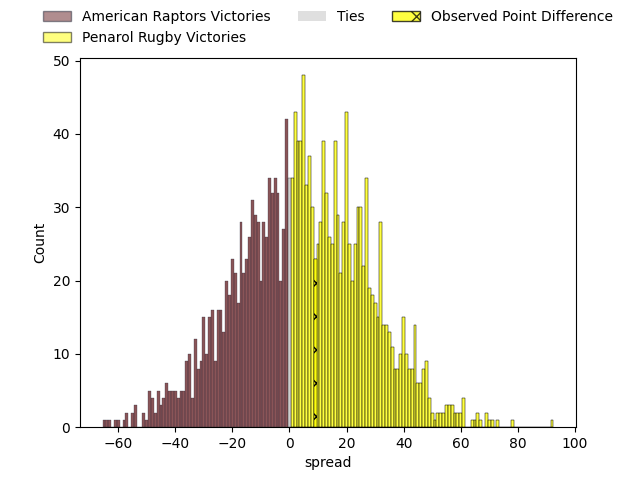 American Raptors Victories
Ties
Observed Point Difference
Penarol Rugby Victories
50
40
30
20
10
0
Count
−60
−40
−20
0
20
40
60
80
100
spread